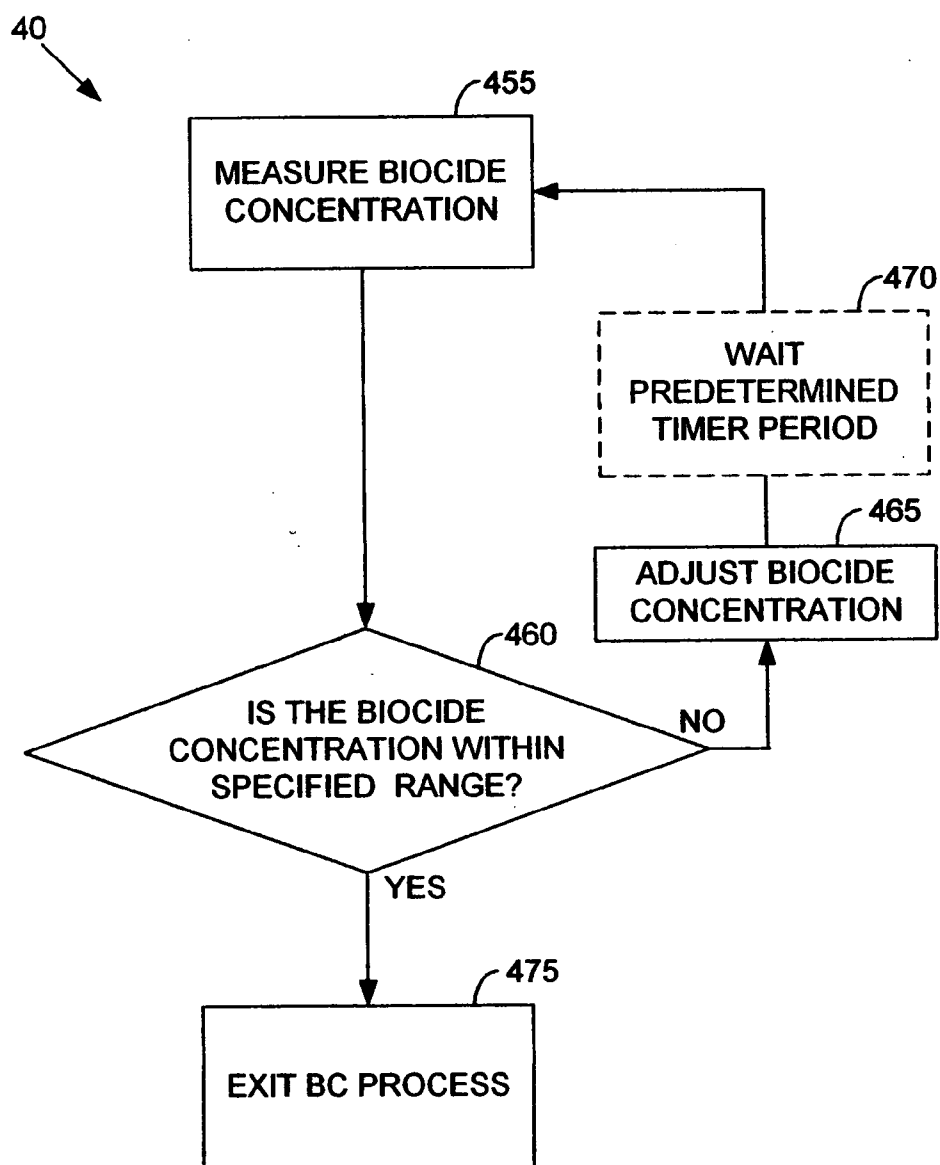 40
455
MEASURE BIOCIDE
CONCENTRATION
470
WAIT
PREDETERMINED
TIMER PERIOD
465
ADJUST BIOCIDE
CONCENTRATION
460
IS THE BIOCIDE
CONCENTRATION WITHIN
SPECIFIED RANGE?
NO
YES
475
EXIT BC PROCESS